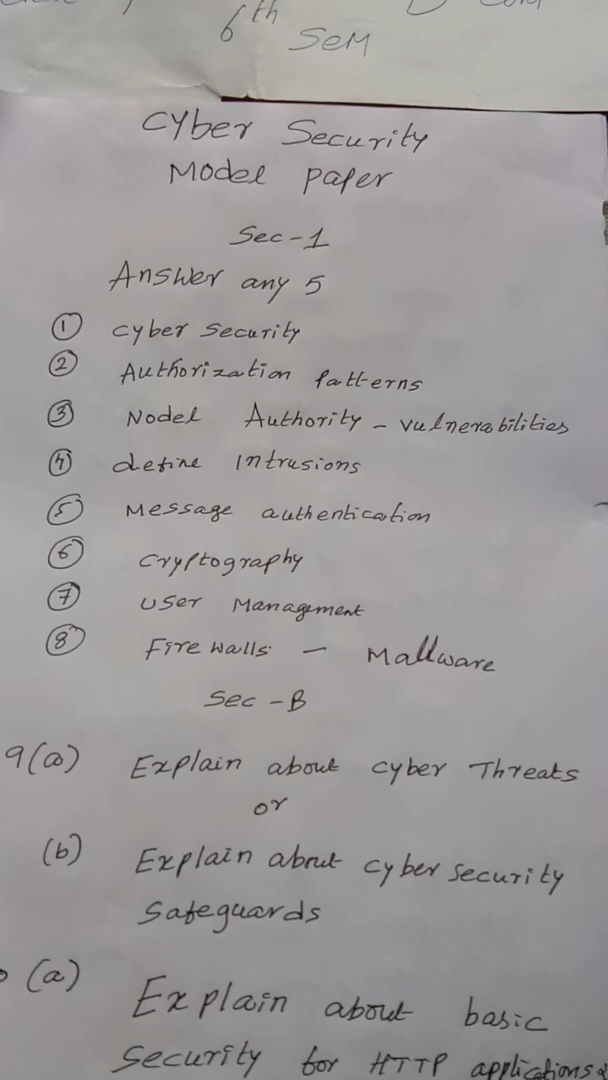 6th
SeM
Cyber Security
Model paper
Sec-1
Answer any 5
① cyber security
② Authorization patterns
③ Nodel Authority - vulnerabilities
④ define Intrusions
⑤ Message authentication
⑥ Cryptography
⑦ user Management
⑧ Fire walls - Mallware
Sec -B
9(a) Explain about cyber Threats
or
(b) Explain about cyber security
Safeguards
(a) Explain about basic
Security for HTTP applications &